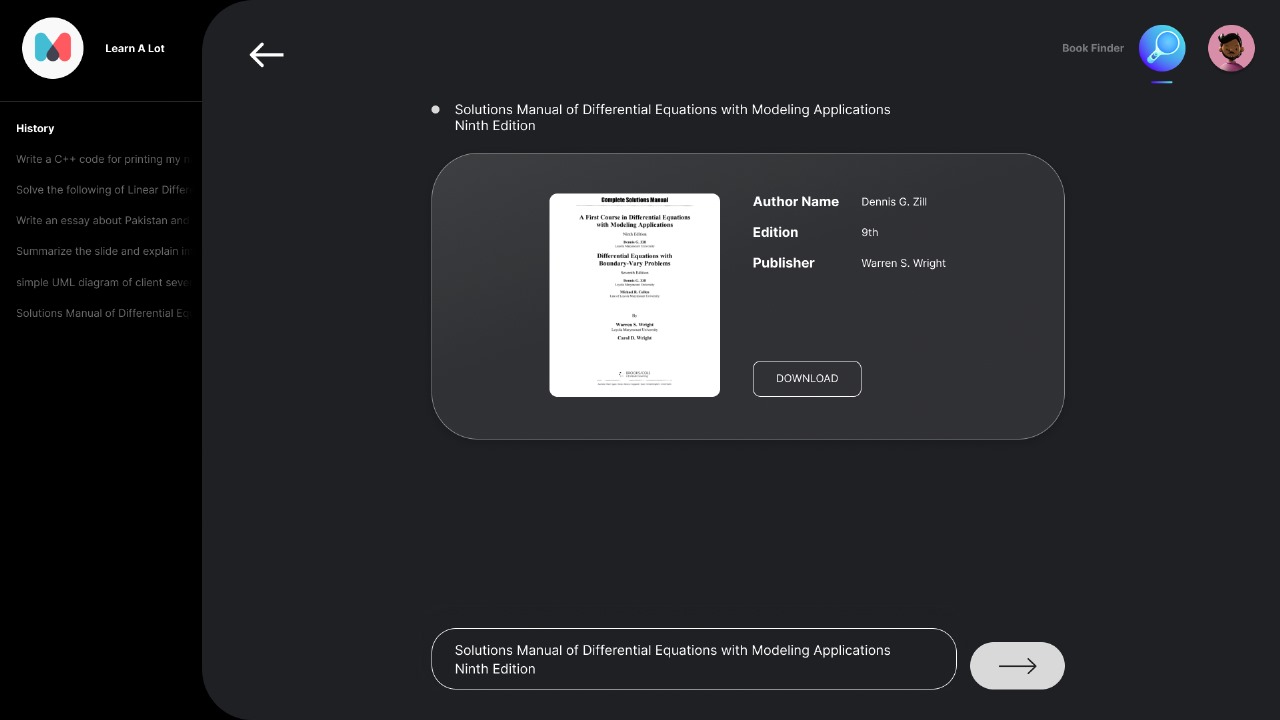 Learn A Lot
Book Finder
History
Write a C++ code for printing my
Solve the following of Linear Differ
Write an essay about Pakistan and
Summarize the slide and explain in
simple UML diagram of client seve
Solutions Manual of Differential Eq
Solutions Manual of Differential Equations with Modeling Applications
Ninth Edition
Complete Solutions Manual
A First Course in Differential Equations
with Modeling Applications
Ninth Edition
Dennis G. Zill
Loyola Marymount University
Differential Equations with
Boundary-Vary Problems
Seventh Edition
Dennis G. Zill
Loyola Marymount University
Michael R. Cullen
Late of Loyola Marymount University
By
Warren S. Wright
Loyola Marymount University
Carol D. Wright
Author Name Dennis G. Zill
Edition 9th
Publisher Warren S. Wright
DOWNLOAD
Solutions Manual of Differential Equations with Modeling Applications
Ninth Edition